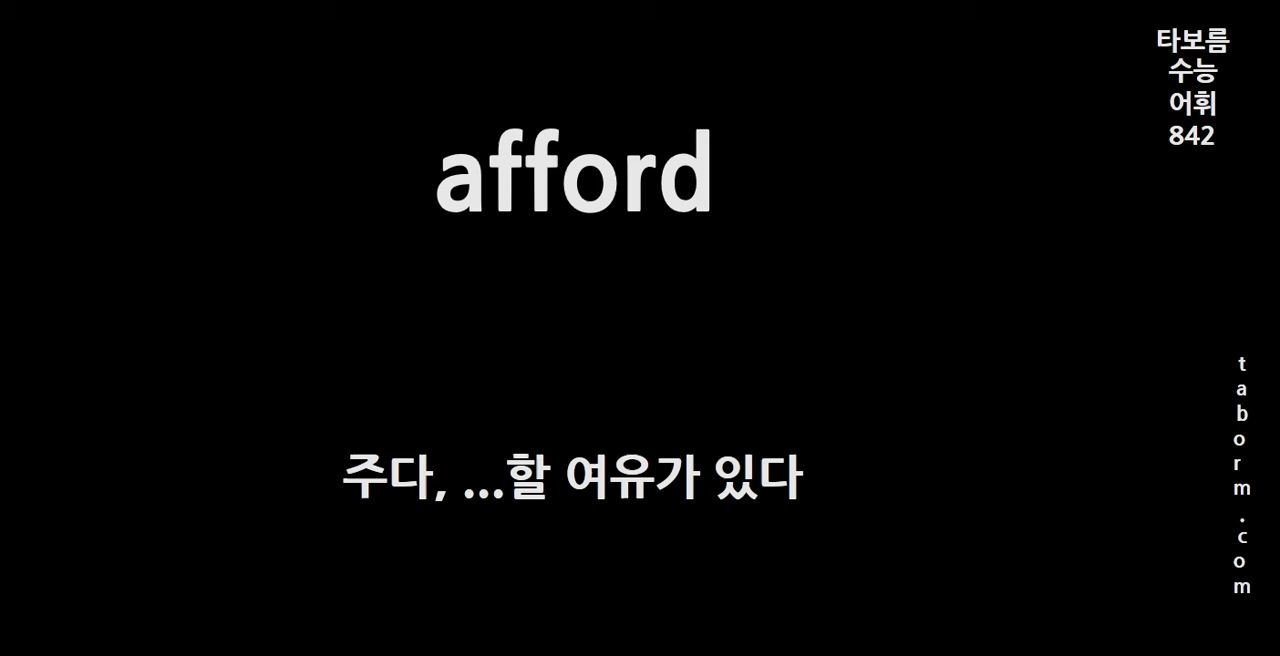 타보름
수능
어휘
842
afford
주다, ...할 여유가 있다
taborm.com